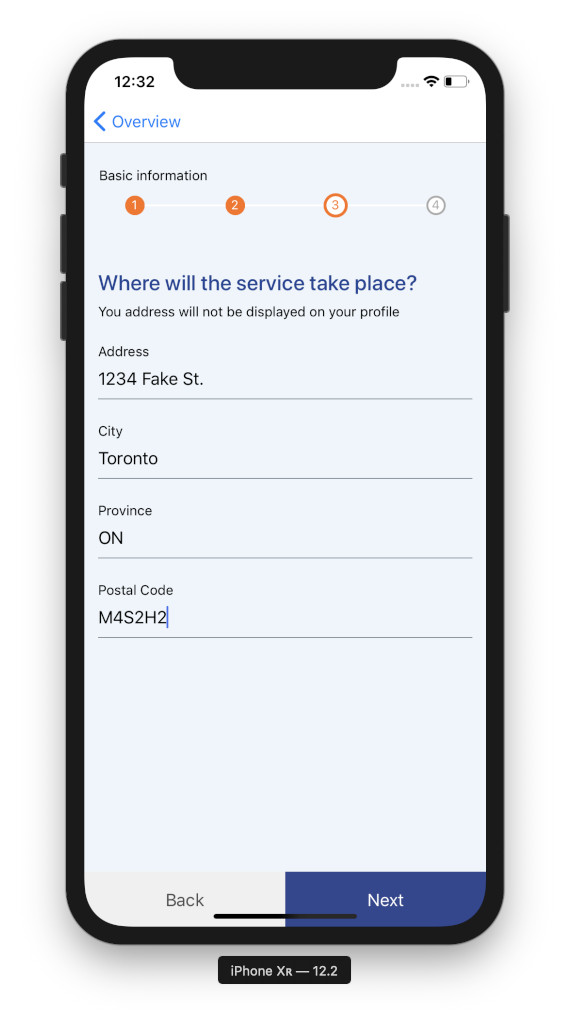 12:32
Overview
Basic information
1 2 3 4
Where will the service take place?
You address will not be displayed on your profile
Address
1234 Fake St.
City
Toronto
Province
ON
Postal Code
M4S2H2
Back Next
iPhone Xʀ — 12.2